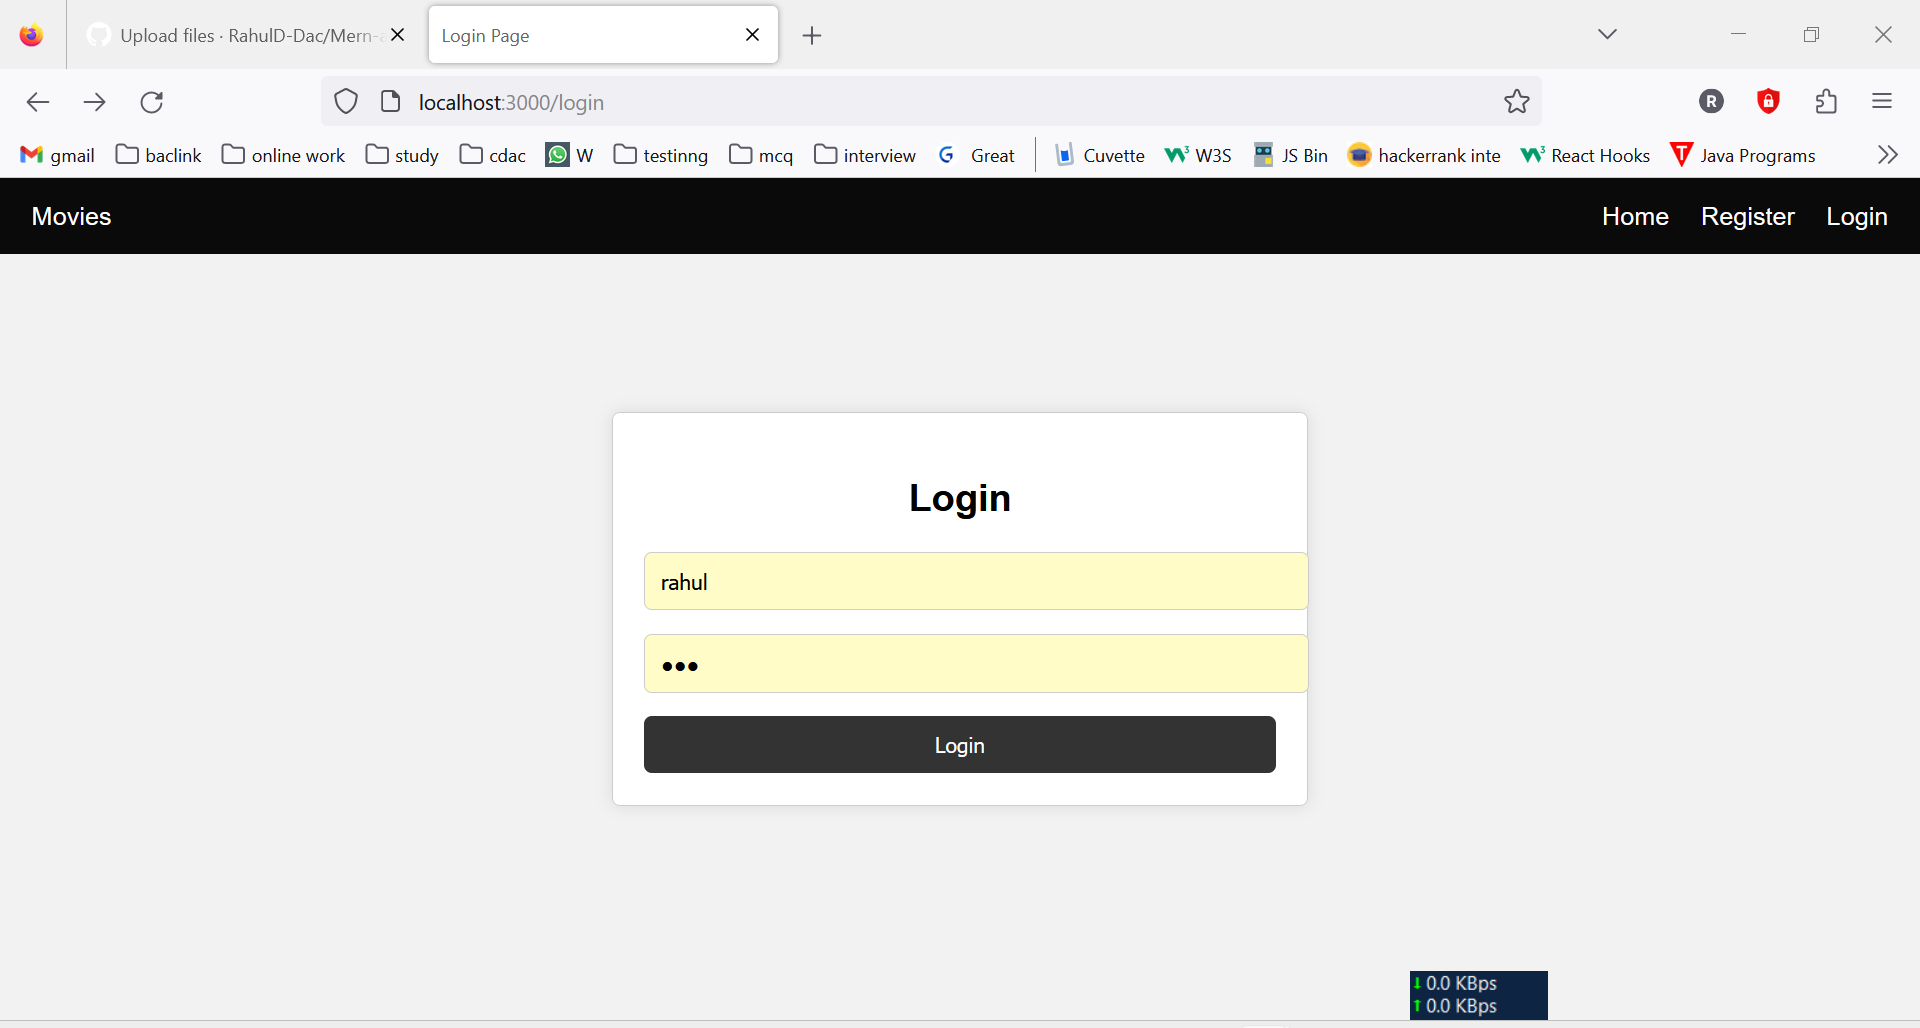 Upload files · RahulD-Dac/Mern-a
Login Page
localhost:3000/login
R
gmail baclink online work study cdac W testinng mcq interview G Great Cuvette W3S JS Bin hackerrank inte React Hooks Java Programs
Movies Home Register Login
Login
rahul
•••
Login
0.0 KBps
0.0 KBps